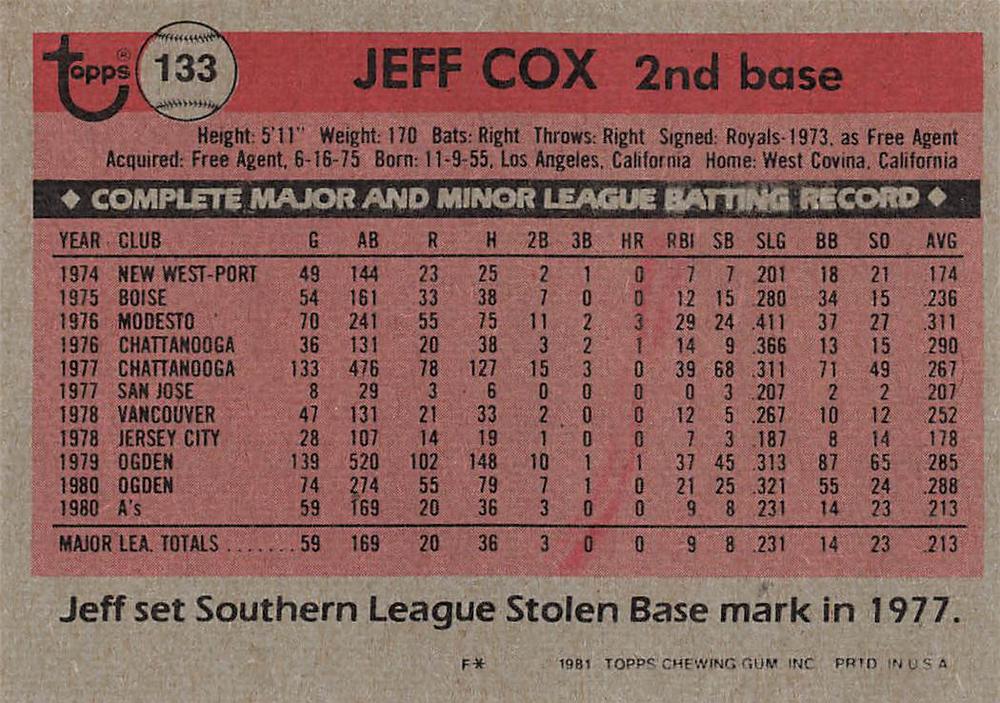 Topps® 133 JEFF COX 2nd base
Height: 5'11" Weight: 170 Bats: Right Throws: Right Signed: Royals-1973, as Free Agent
Acquired: Free Agent, 6-16-75 Born: 11-9-55, Los Angeles, California Home: West Covina, California
◆ COMPLETE MAJOR AND MINOR LEAGUE BATTING RECORD ◆
YEAR CLUB G AB R H 2B 3B HR RBI SB SLG BB SO AVG
1974 NEW WEST-PORT 49 144 23 25 2 1 0 7 7 .201 18 21 .174
1975 BOISE 54 161 33 38 7 0 0 12 15 .280 34 15 .236
1976 MODESTO 70 241 55 75 11 2 3 29 24 .411 37 27 .311
1976 CHATTANOOGA 36 131 20 38 3 2 1 14 9 .366 13 15 .290
1977 CHATTANOOGA 133 476 78 127 15 3 0 39 68 .311 71 49 .267
1977 SAN JOSE 8 29 3 6 0 0 0 0 3 .207 2 2 .207
1978 VANCOUVER 47 131 21 33 2 0 0 12 5 .267 10 12 .252
1978 JERSEY CITY 28 107 14 19 1 0 0 7 3 .187 8 14 .178
1979 OGDEN 139 520 102 148 10 1 1 37 45 .313 87 65 .285
1980 OGDEN 74 274 55 79 7 1 0 21 25 .321 55 24 .288
1980 A's 59 169 20 36 3 0 0 9 8 .231 14 23 .213
MAJOR LEA. TOTALS ....... 59 169 20 36 3 0 0 9 8 .231 14 23 .213
Jeff set Southern League Stolen Base mark in 1977.
F* 1981 TOPPS CHEWING GUM INC PRTD IN U S A